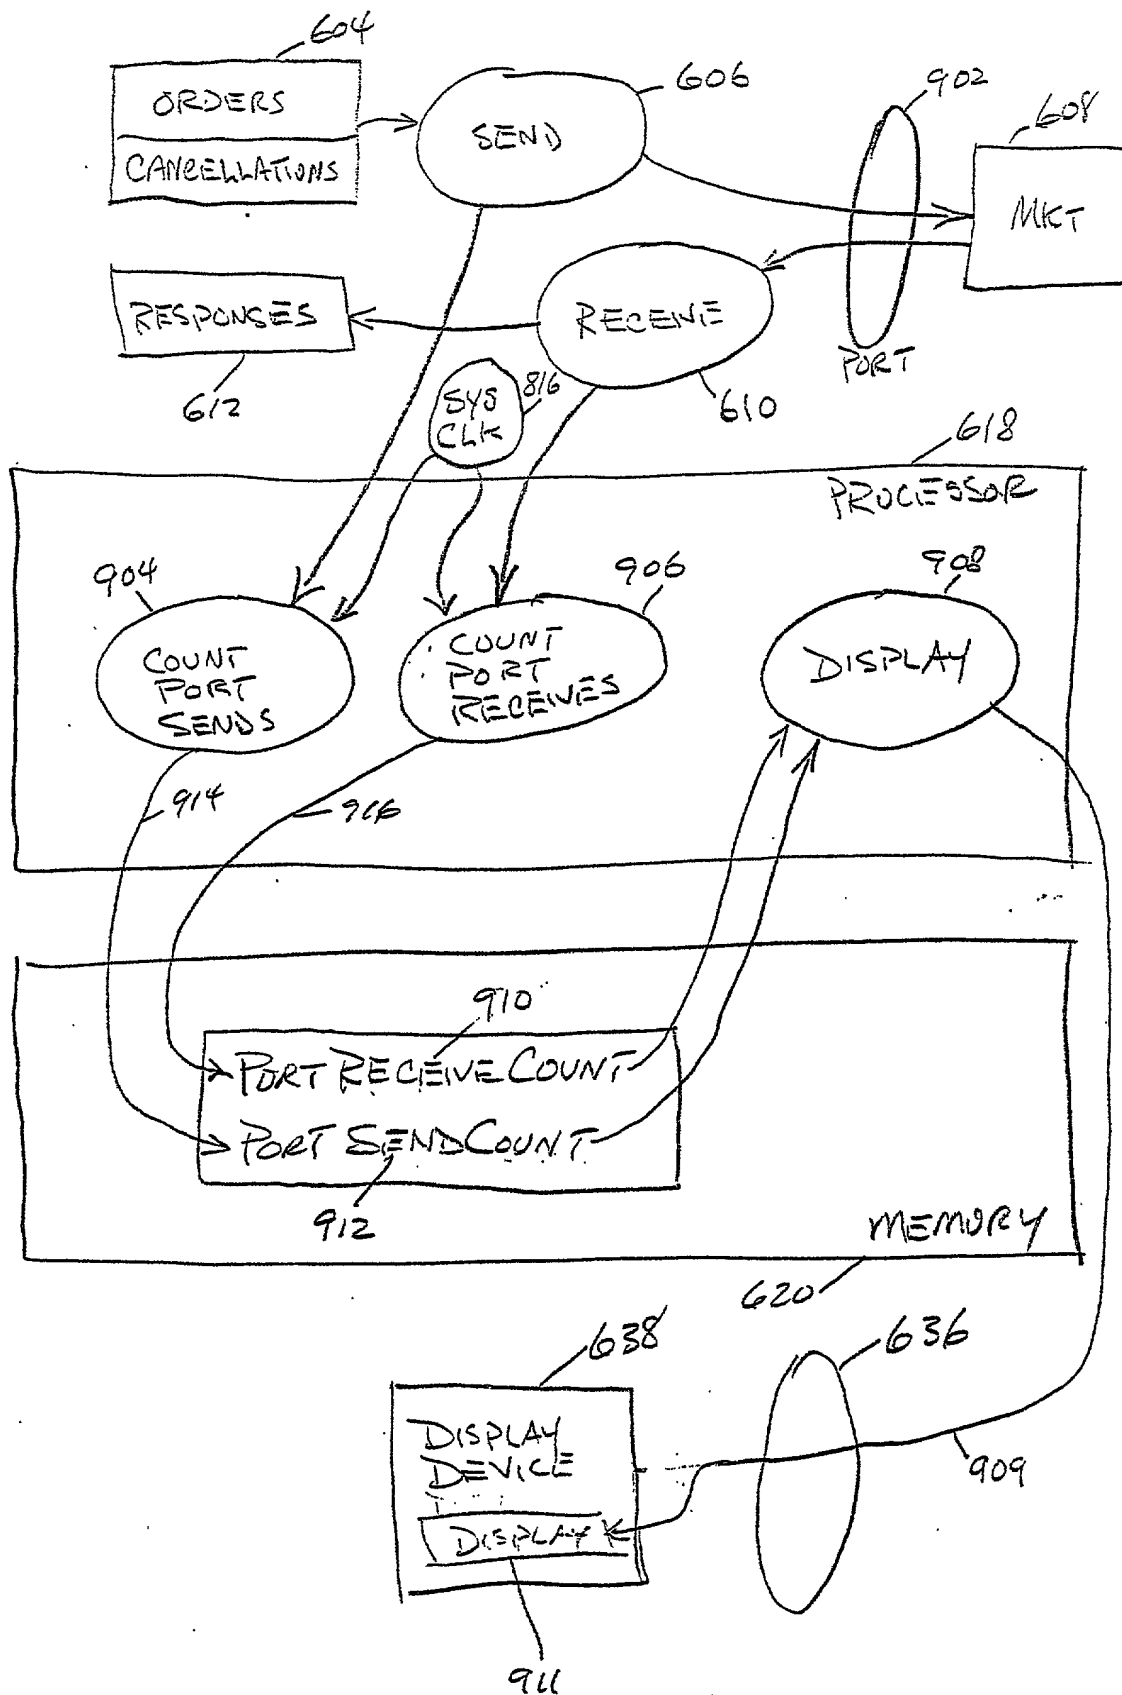 604
ORDERS
CANCELLATIONS
SEND
606
902
608
MKT
RESPONSES
612
RECEIVE
610
PORT
SYS
CLK
816
618
PROCESSOR
904
COUNT
PORT
SENDS
906
COUNT
PORT
RECEIVES
908
DISPLAY
914
916
910
PORT RECEIVE COUNT
PORT SEND COUNT
912
MEMORY
620
638
636
DISPLAY
DEVICE
DISPLAY
909
911